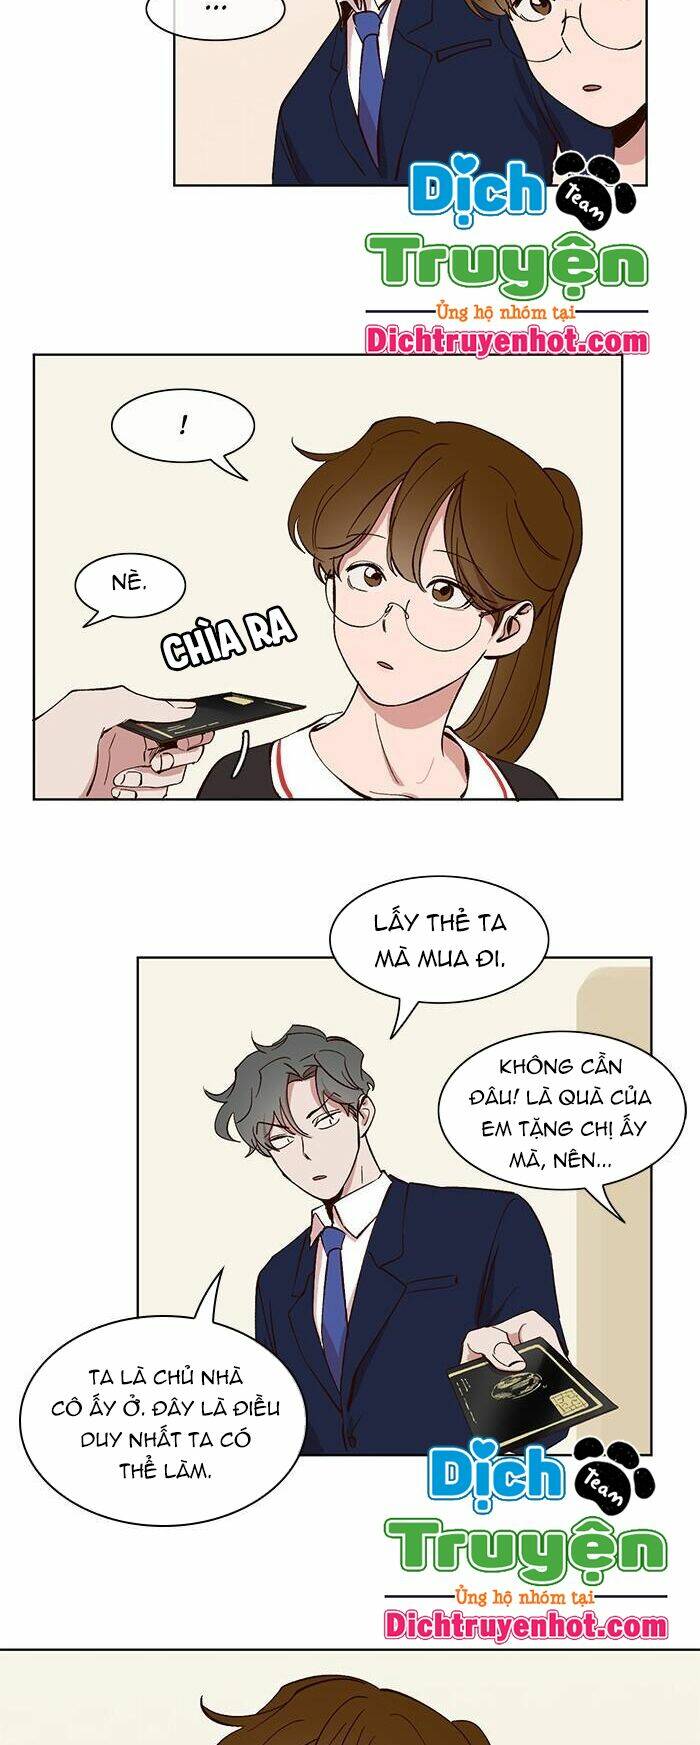 ...
Dịch
Team
Truyện
Ủng hộ nhóm tại
Dichtruyenhot.com
!
NÈ.
CHÌA RA
LẤY THẺ TA
MÀ MUA ĐI.
KHÔNG CẦN
ĐÂU! LÀ QUÀ CỦA
EM TẶNG CHỊ ẤY
MÀ, NÊN...
TA LÀ CHỦ NHÀ
CÔ ẤY Ở. ĐÂY LÀ ĐIỀU
DUY NHẤT TA CÓ
THỂ LÀM.
Dịch
Team
Truyện
Ủng hộ nhóm tại
Dichtruyenhot.com